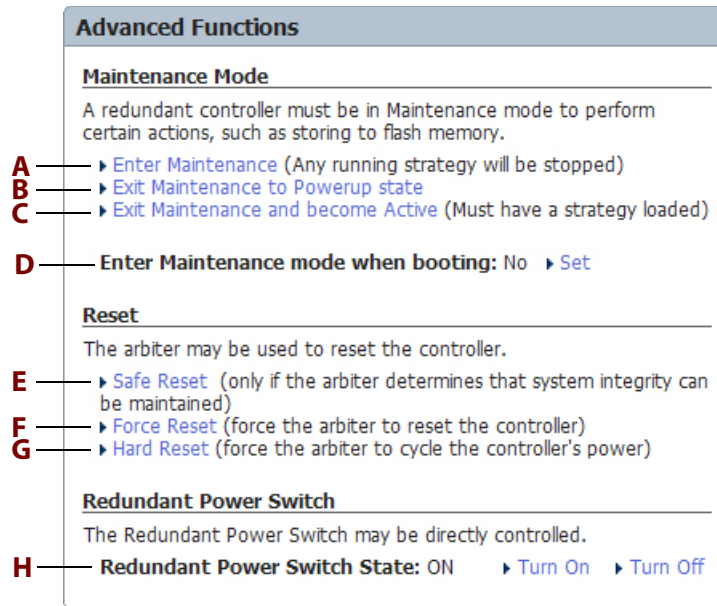 Advanced Functions
Maintenance Mode
A redundant controller must be in Maintenance mode to perform
certain actions, such as storing to flash memory.
A Enter Maintenance (Any running strategy will be stopped)
B Exit Maintenance to Powerup state
C Exit Maintenance and become Active (Must have a strategy loaded)
D Enter Maintenance mode when booting: No Set
Reset
The arbiter may be used to reset the controller.
E Safe Reset (only if the arbiter determines that system integrity can
be maintained)
F Force Reset (force the arbiter to reset the controller)
G Hard Reset (force the arbiter to cycle the controller's power)
Redundant Power Switch
The Redundant Power Switch may be directly controlled.
H Redundant Power Switch State: ON Turn On Turn Off